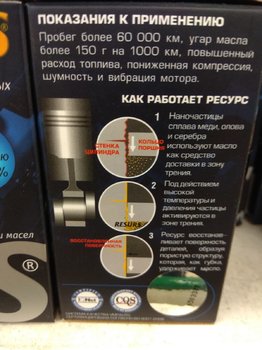 ПОКАЗАНИЯ К ПРИМЕНЕНИЮ
Пробег более 60 000 км, угар масла
более 150 г на 1000 км, повышенный
расход топлива, пониженная компрессия,
шумность и вибрация мотора.
КАК РАБОТАЕТ РЕСУРС
1 Наночастицы
сплава меди, олова
и серебра
используют масло
как средство
доставки в зону
трения.
СТЕНКА
ЦИЛИНДРА
КОЛЬЦО
ПОРШНЯ
2 Под действием
высокой
температуры
и давления частицы
активируются в зоне
трения.
RESURS
ВОССТАНОВЛЕННАЯ
ПОВЕРХНОСТЬ
3 Ресурс восстанав-
ливает поверхность
деталей, образуя
пористую структуру,
которая, как губка,
удерживает масло.
IQNet
CQS
S®